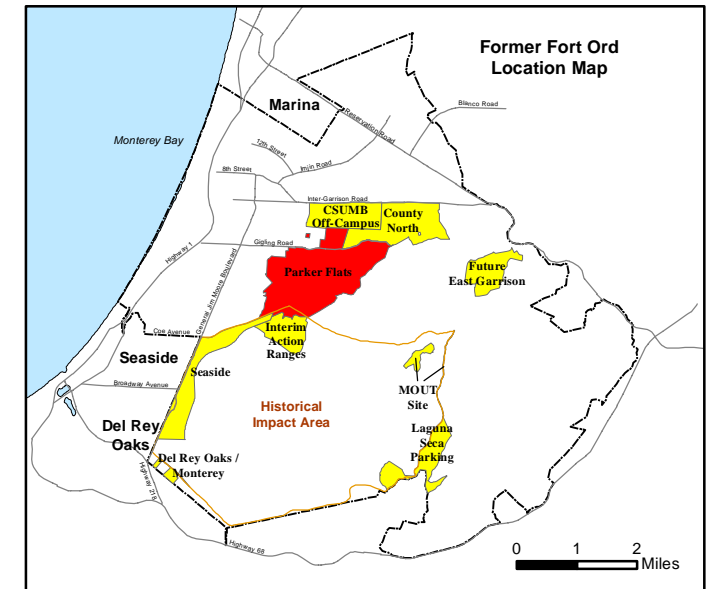 Former Fort Ord
Location Map
Marina
Blanco Road
Reservation Road
Monterey Bay
12th Street
Imjin Road
8th Street
Inter-Garrison Road
CSUMB
Off-Campus
County
North
Gigling Road
Highway 1
General Jim Moore Boulevard
Parker Flats
Future
East Garrison
Coe Avenue
Interim
Action
Ranges
Seaside
Seaside
Broadway Avenue
MOUT
Site
Historical
Impact Area
Del Rey
Oaks
Laguna
Seca
Parking
Del Rey Oaks /
Monterey
Highway 218
Highway 68
0 1 2
Miles